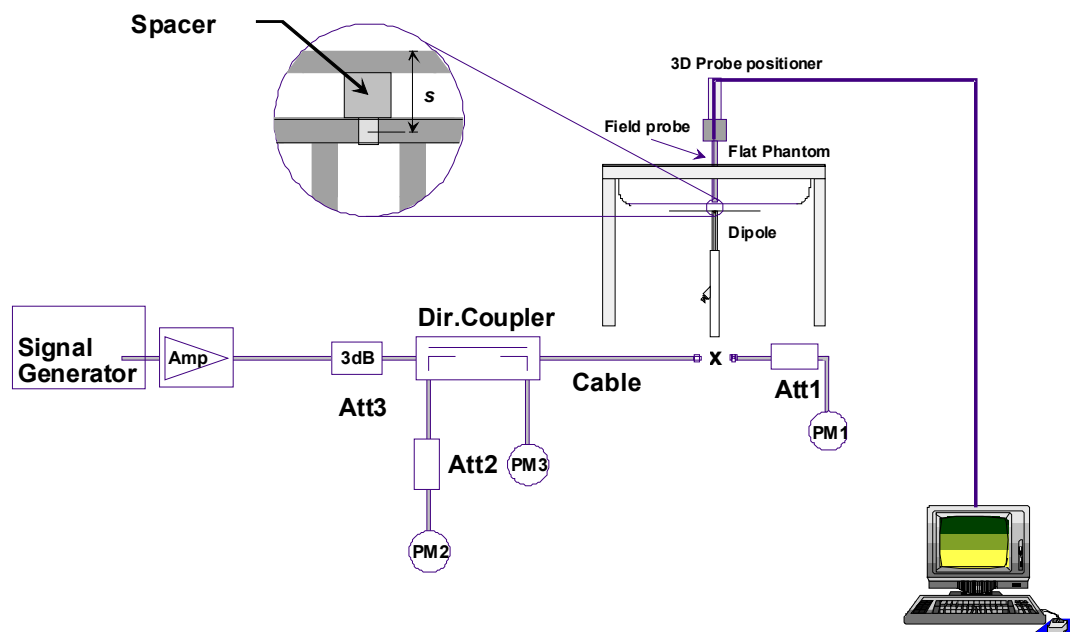 Spacer
s
3D Probe positioner
Field probe
Flat Phantom
Dipole
Dir.Coupler
Signal
Generator
Amp
3dB
Att3
Cable
x
Att1
PM1
Att2
PM3
PM2